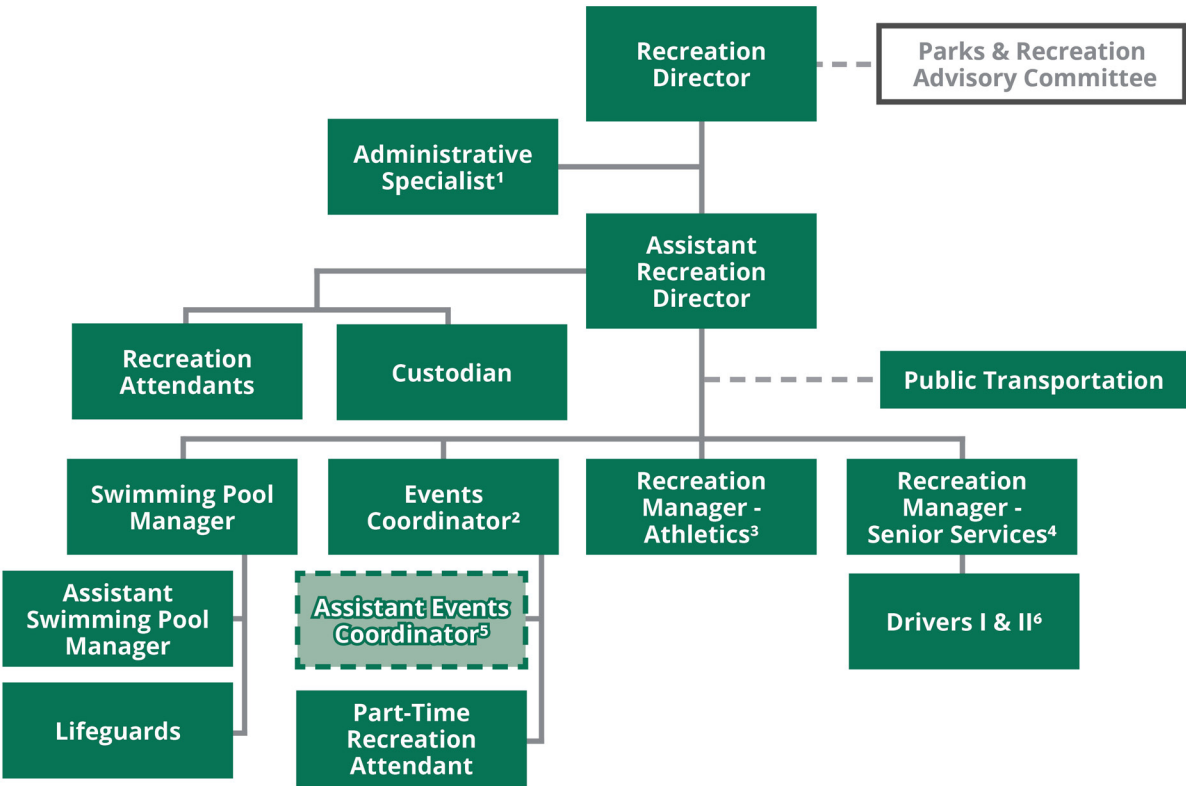 Recreation
Director
Parks & Recreation
Advisory Committee
Administrative
Specialist¹
Assistant
Recreation
Director
Recreation
Attendants
Custodian
Public Transportation
Swimming Pool
Manager
Events
Coordinator²
Recreation
Manager -
Athletics³
Recreation
Manager -
Senior Services⁴
Assistant
Swimming Pool
Manager
Assistant Events
Coordinator⁵
Drivers I & II⁶
Lifeguards
Part-Time
Recreation
Attendant